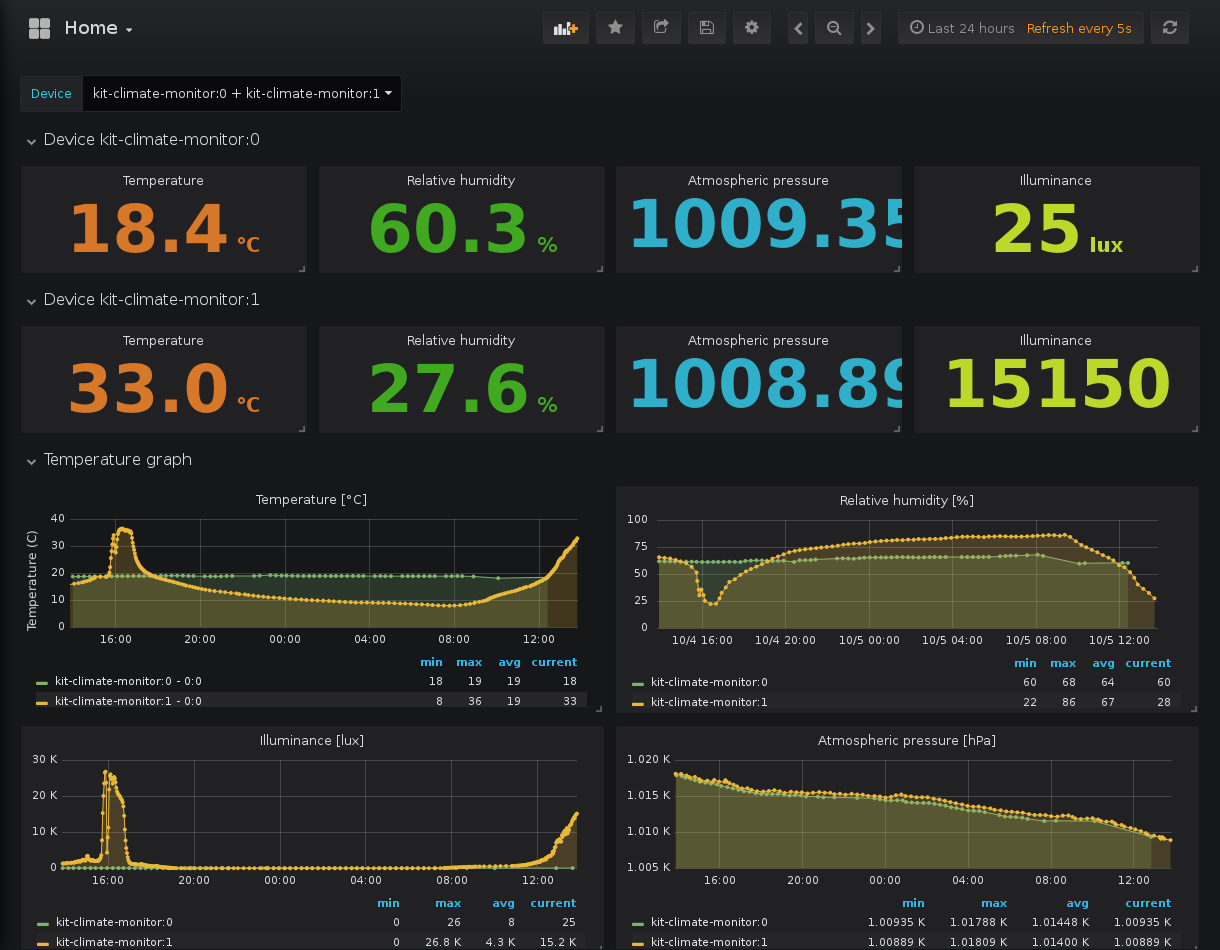 Home
Last 24 hours Refresh every 5s
Device kit-climate-monitor:0 + kit-climate-monitor:1
Device kit-climate-monitor:0
Temperature Relative humidity Atmospheric pressure Illuminance
18.4 °C 60.3 % 1009.35 25 lux
Device kit-climate-monitor:1
Temperature Relative humidity Atmospheric pressure Illuminance
33.0 °C 27.6 % 1008.89 15150
Temperature graph
Temperature [°C]
Temperature (C)
40
30
20
10
0
16:00 20:00 00:00 04:00 08:00 12:00
min max avg current
kit-climate-monitor:0 - 0:0 18 19 19 18
kit-climate-monitor:1 - 0:0 8 36 19 33
Relative humidity [%]
100
75
50
25
0
10/4 16:00 10/4 20:00 10/5 00:00 10/5 04:00 10/5 08:00 10/5 12:00
min max avg current
kit-climate-monitor:0 60 68 64 60
kit-climate-monitor:1 22 86 67 28
Illuminance [lux]
30 K
20 K
10 K
0
16:00 20:00 00:00 04:00 08:00 12:00
min max avg current
kit-climate-monitor:0 0 26 8 25
kit-climate-monitor:1 0 26.8 K 4.3 K 15.2 K
Atmospheric pressure [hPa]
1.020 K
1.015 K
1.010 K
1.005 K
16:00 20:00 00:00 04:00 08:00 12:00
min max avg current
kit-climate-monitor:0 1.00935 K 1.01788 K 1.01448 K 1.00935 K
kit-climate-monitor:1 1.00889 K 1.01809 K 1.01400 K 1.00889 K